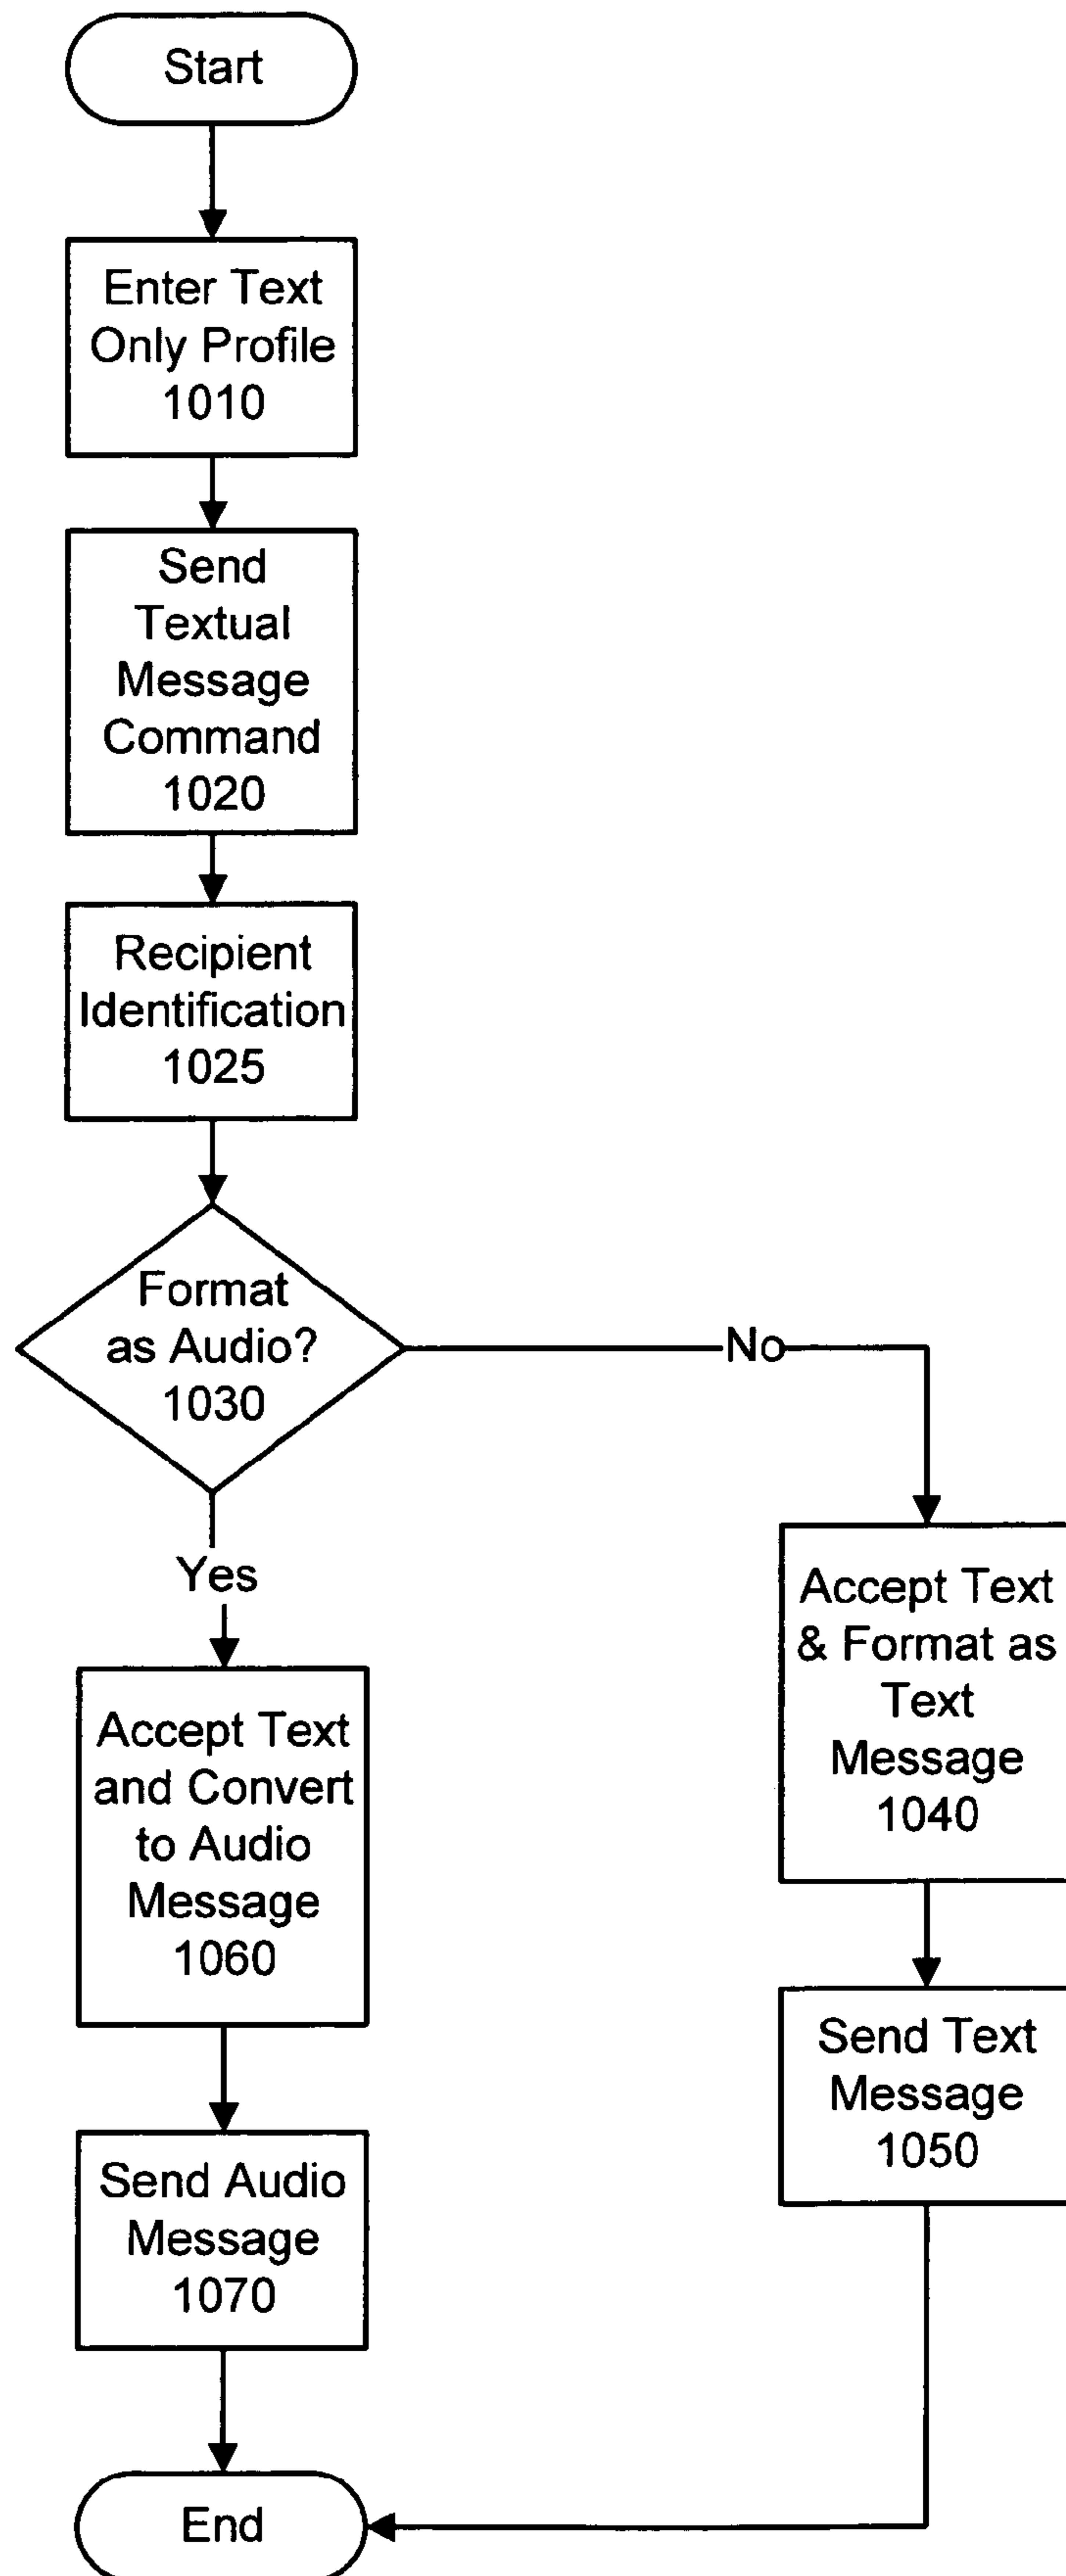 Start
Enter Text
Only Profile
1010
Send
Textual
Message
Command
1020
Recipient
Identification
1025
Format
as Audio?
1030
No
Yes
Accept Text
and Convert
to Audio
Message
1060
Accept Text
& Format as
Text
Message
1040
Send Text
Message
1050
Send Audio
Message
1070
End